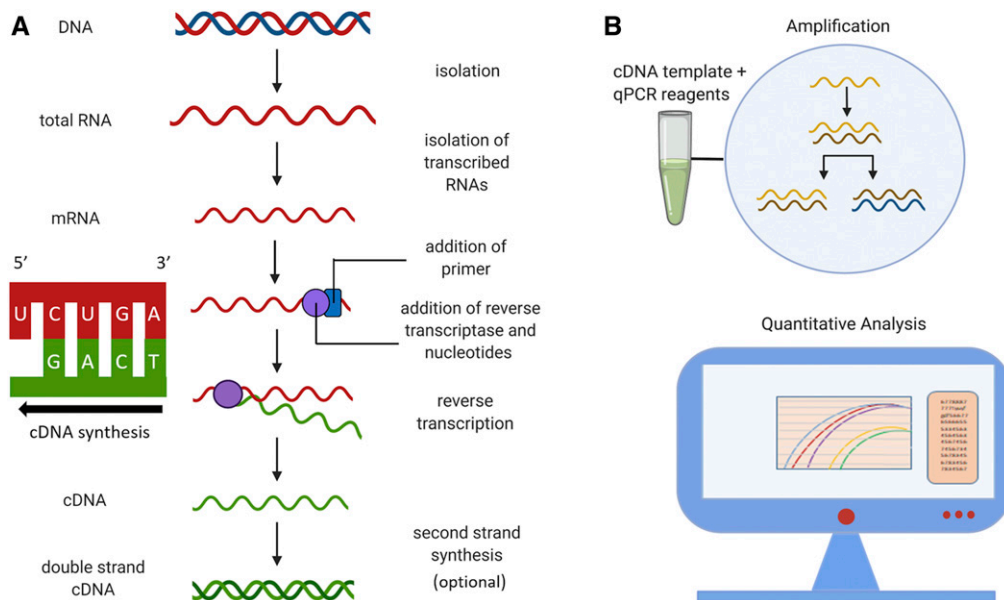 A
DNA
isolation
total RNA
isolation of
transcribed
RNAs
mRNA
addition of
primer
5′ 3′
U C U G A
G A C T
cDNA synthesis
addition of reverse
transcriptase and
nucleotides
reverse
transcription
cDNA
second strand
synthesis
(optional)
double strand
cDNA
B
Amplification
cDNA template +
qPCR reagents
Quantitative Analysis